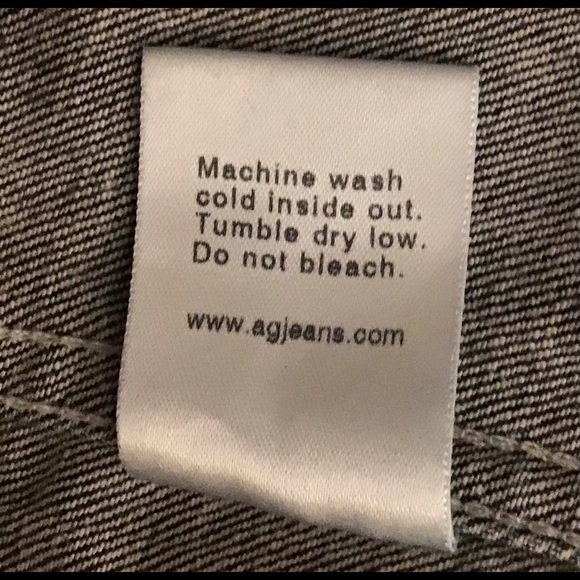 Machine wash
cold inside out.
Tumble dry low.
Do not bleach.
www.agjeans.com